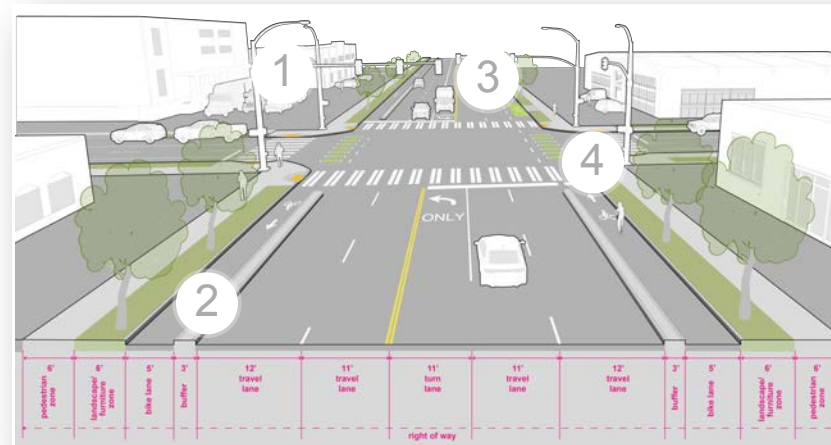 1
3
4
ONLY
2
6'
pedestrian
zone
6'
landscape/
furniture
zone
5'
bike lane
3'
buffer
12'
travel
lane
11'
travel
lane
11'
turn
lane
11'
travel
lane
12'
travel
lane
3'
buffer
5'
bike lane
6'
landscape/
furniture
zone
6'
pedestrian
zone
right of way